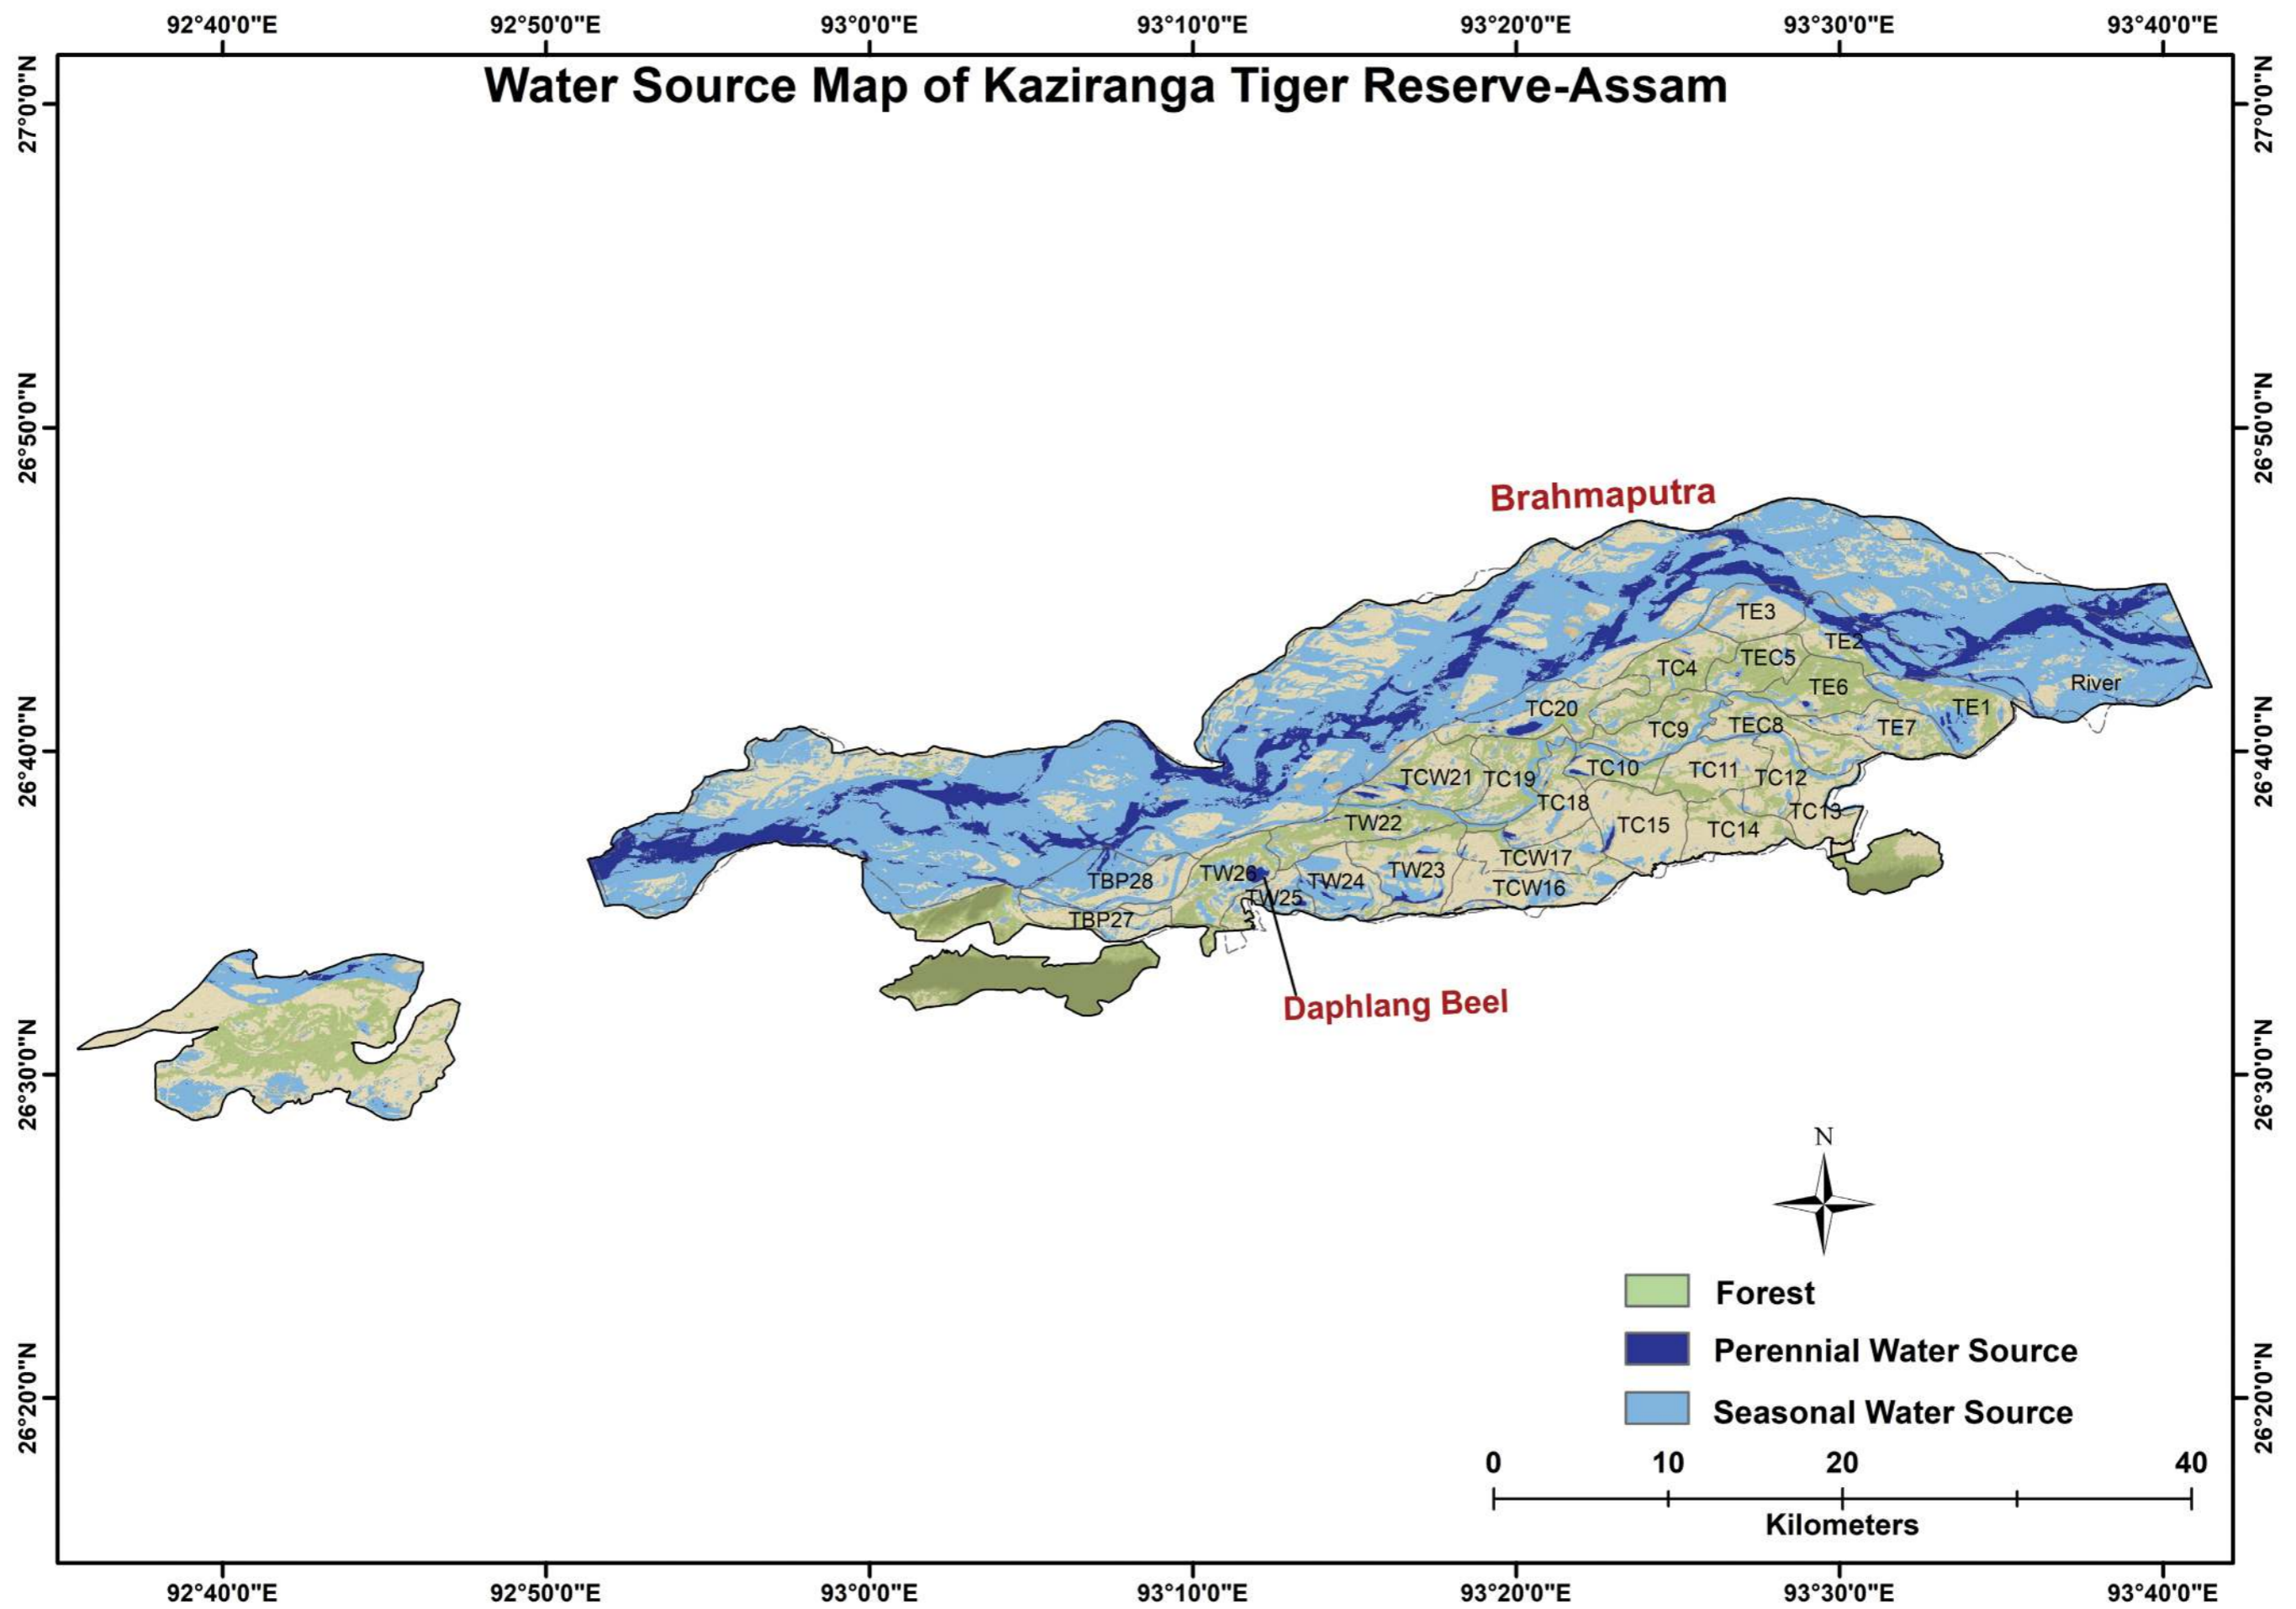 92°40'0"E 92°50'0"E 93°0'0"E 93°10'0"E 93°20'0"E 93°30'0"E 93°40'0"E
Water Source Map of Kaziranga Tiger Reserve-Assam
27°0'0"N 27°0'0"N
26°50'0"N 26°50'0"N
Brahmaputra
TE3
TE2
TEC5
TC4
River
TE6
26°40'0"N 26°40'0"N
TC20
TE1
TC9
TEC8
TE7
TCW21
TC19
TC10
TC11
TC12
TC18
TC13
TW22
TC15
TC14
TCW17
TW23
TW26
TBP28
TW24
TCW16
TW25
TBP27
Daphlang Beel
26°30'0"N 26°30'0"N
N
Forest
Perennial Water Source
Seasonal Water Source
26°20'0"N 26°20'0"N
0 10 20 40
Kilometers
92°40'0"E 92°50'0"E 93°0'0"E 93°10'0"E 93°20'0"E 93°30'0"E 93°40'0"E